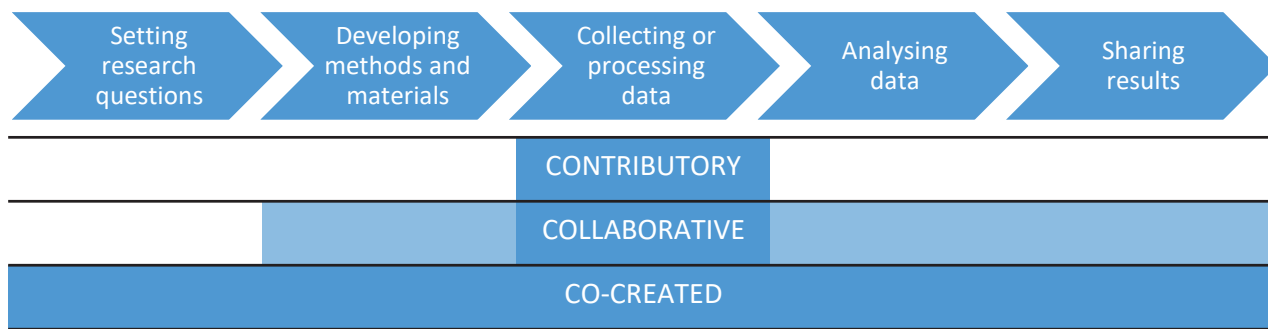 Setting
research
questions
Developing
methods and
materials
Collecting or
processing
data
Analysing
data
Sharing
results
CONTRIBUTORY
COLLABORATIVE
CO-CREATED